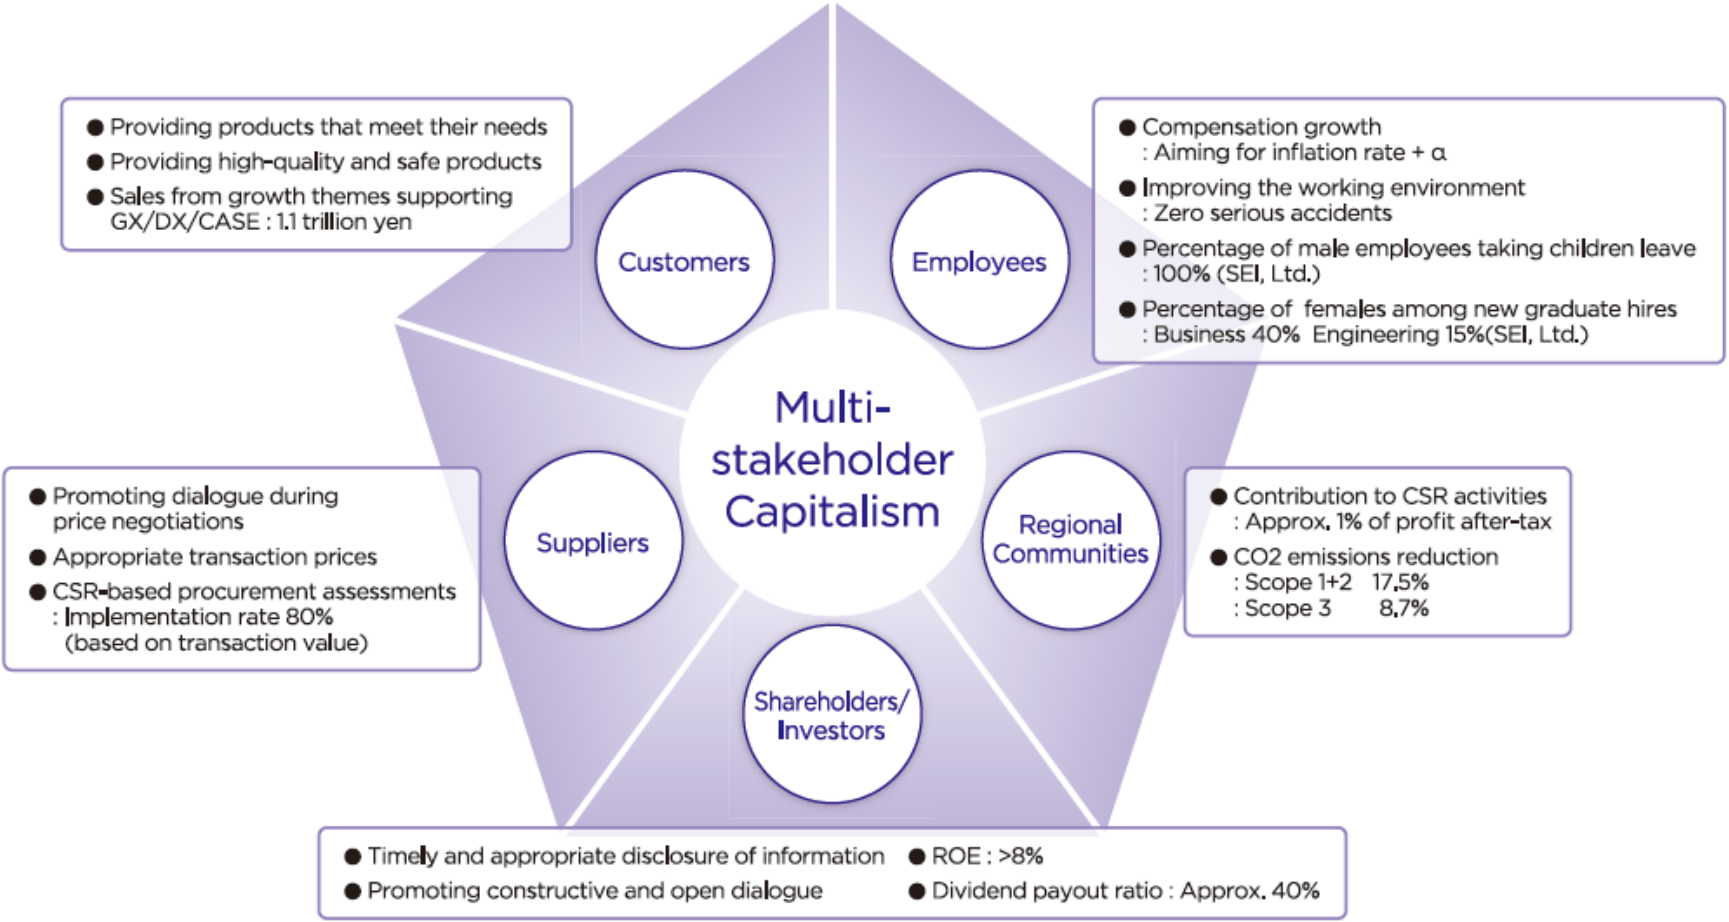 ● Providing products that meet their needs
● Providing high-quality and safe products
● Sales from growth themes supporting
GX/DX/CASE : 1.1 trillion yen
Customers
Employees
● Compensation growth
: Aiming for inflation rate + α
● Improving the working environment
: Zero serious accidents
● Percentage of male employees taking children leave
: 100% (SEI, Ltd.)
● Percentage of females among new graduate hires
: Business 40% Engineering 15%(SEI, Ltd.)
Multi-
stakeholder
Capitalism
● Promoting dialogue during
price negotiations
● Appropriate transaction prices
● CSR-based procurement assessments
: Implementation rate 80%
(based on transaction value)
Suppliers
Regional
Communities
● Contribution to CSR activities
: Approx. 1% of profit after-tax
● CO2 emissions reduction
: Scope 1+2 17.5%
: Scope 3 8.7%
Shareholders/
Investors
● Timely and appropriate disclosure of information ● ROE : >8%
● Promoting constructive and open dialogue ● Dividend payout ratio : Approx. 40%